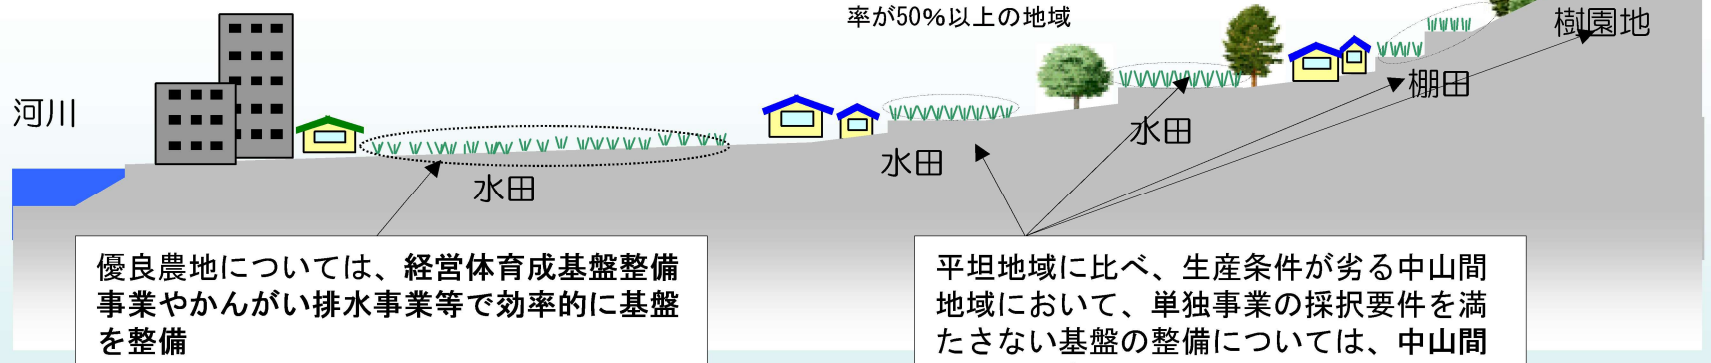 率が50%以上の地域
樹園地
棚田
河川
水田
水田
水田
優良農地については、経営体育成基盤整備
事業やかんがい排水事業等で効率的に基盤
を整備
平坦地域に比べ、生産条件が劣る中山間
地域において、単独事業の採択要件を満
たさない基盤の整備については、中山間